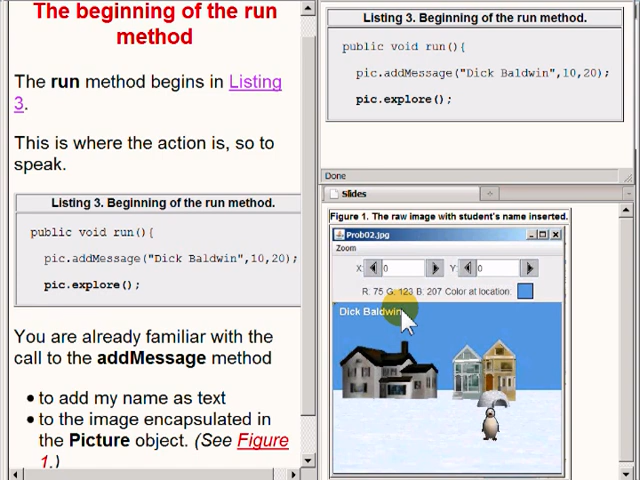 The beginning of the run
method
The run method begins in Listing
3.
This is where the action is, so to
speak.
Listing 3. Beginning of the run method.
public void run(){
pic.addMessage("Dick Baldwin",10,20);
pic.explore();
You are already familiar with the
call to the addMessage method
• to add my name as text
• to the image encapsulated in
the Picture object. (See Figure
1.)
Listing 3. Beginning of the run method.
public void run(){
pic.addMessage("Dick Baldwin",10,20);
pic.explore();
Done
Slides
Figure 1. The raw image with student's name inserted.
Prob02.jpg
Zoom
X: 0 Y: 0
R: 75 G: 123 B: 207 Color at location:
Dick Baldwin